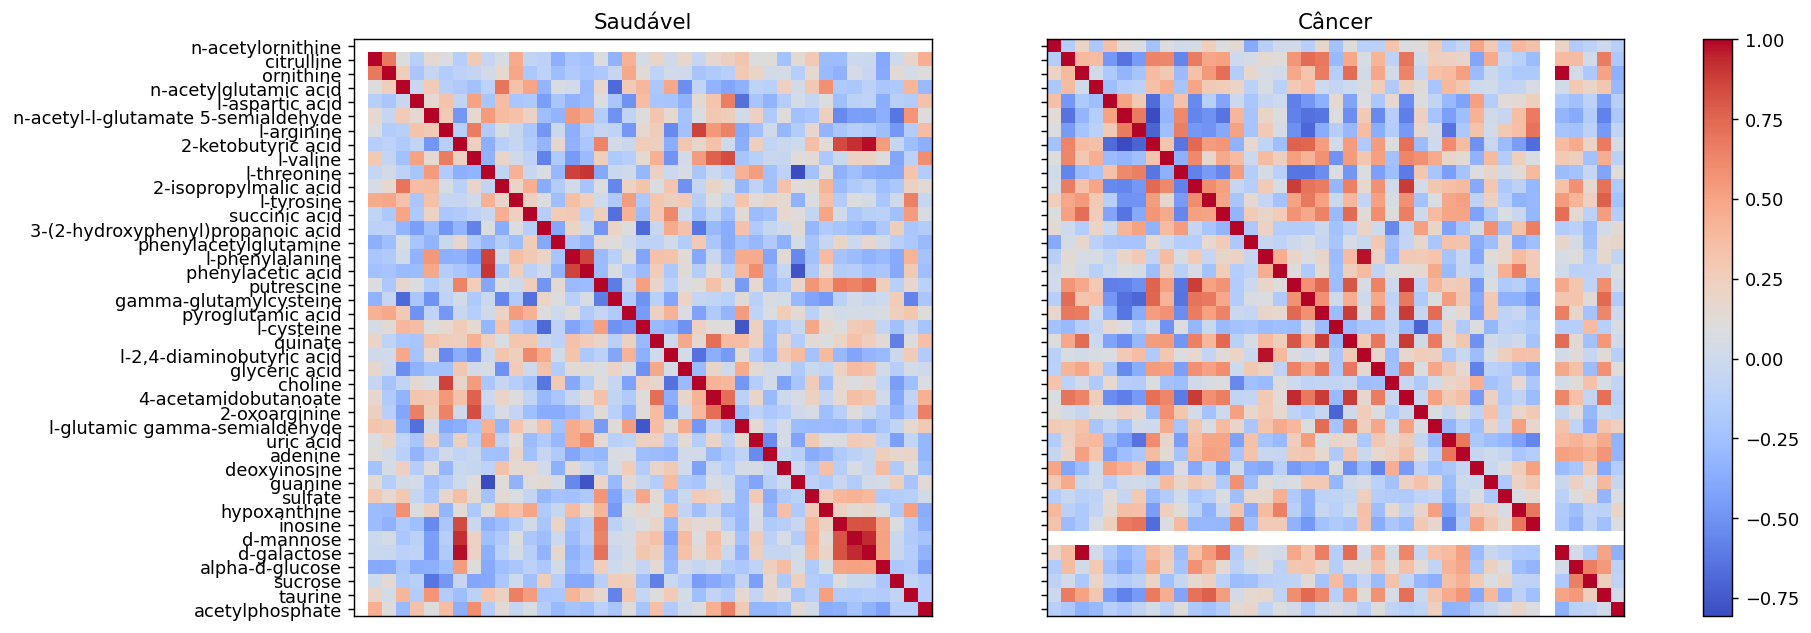 Saudável
Câncer
n-acetylornithine
citrulline
ornithine
n-acetylglutamic acid
l-aspartic acid
n-acetyl-l-glutamate 5-semialdehyde
l-arginine
2-ketobutyric acid
l-valine
l-threonine
2-isopropylmalic acid
l-tyrosine
succinic acid
3-(2-hydroxyphenyl)propanoic acid
phenylacetylglutamine
l-phenylalanine
phenylacetic acid
putrescine
gamma-glutamylcysteine
pyroglutamic acid
l-cysteine
quinate
l-2,4-diaminobutyric acid
glyceric acid
choline
4-acetamidobutanoate
2-oxoarginine
l-glutamic gamma-semialdehyde
uric acid
adenine
deoxyinosine
guanine
sulfate
hypoxanthine
inosine
d-mannose
d-galactose
alpha-d-glucose
sucrose
taurine
acetylphosphate
1.00
0.75
0.50
0.25
0.00
−0.25
−0.50
−0.75